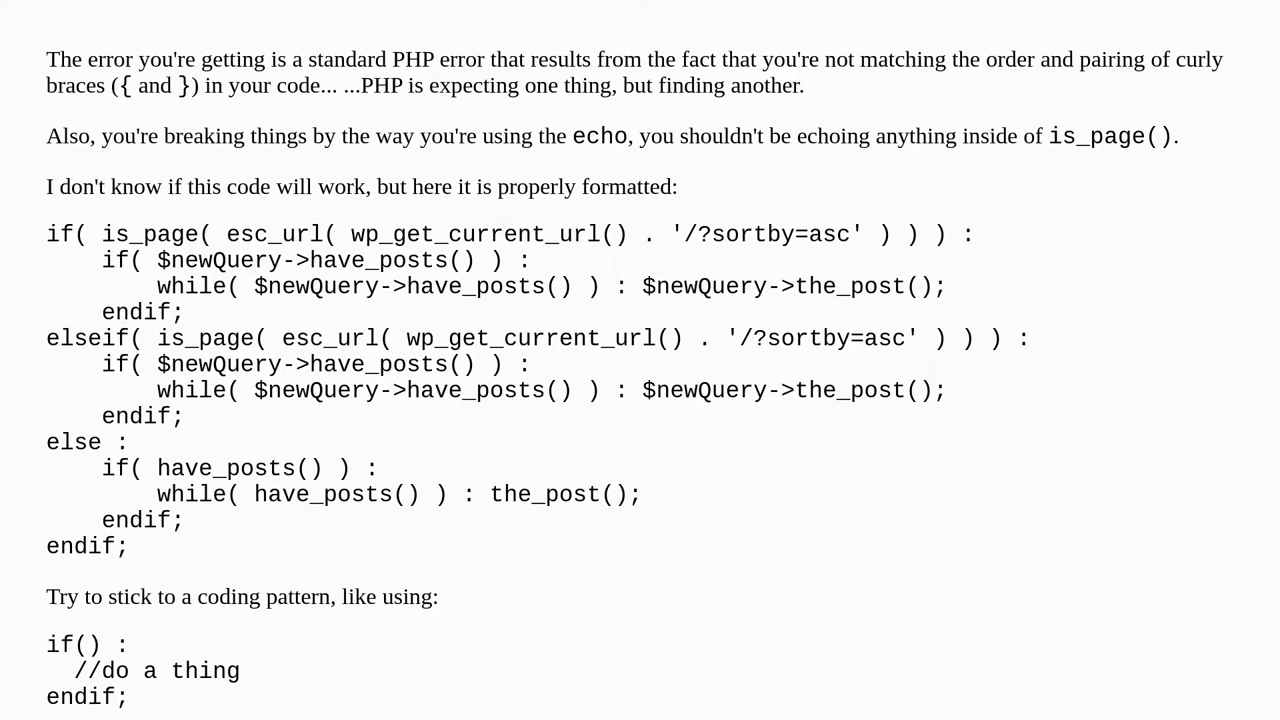 The error you're getting is a standard PHP error that results from the fact that you're not matching the order and pairing of curly
braces ({ and }) in your code... ...PHP is expecting one thing, but finding another.
Also, you're breaking things by the way you're using the echo, you shouldn't be echoing anything inside of is_page().
I don't know if this code will work, but here it is properly formatted:
if( is_page( esc_url( wp_get_current_url() . '/?sortby=asc' ) ) ) :
    if( $newQuery->have_posts() ) :
        while( $newQuery->have_posts() ) : $newQuery->the_post();
    endif;
elseif( is_page( esc_url( wp_get_current_url() . '/?sortby=asc' ) ) ) :
    if( $newQuery->have_posts() ) :
        while( $newQuery->have_posts() ) : $newQuery->the_post();
    endif;
else :
    if( have_posts() ) :
        while( have_posts() ) : the_post();
    endif;
endif;
Try to stick to a coding pattern, like using:
if() :
  //do a thing
endif;